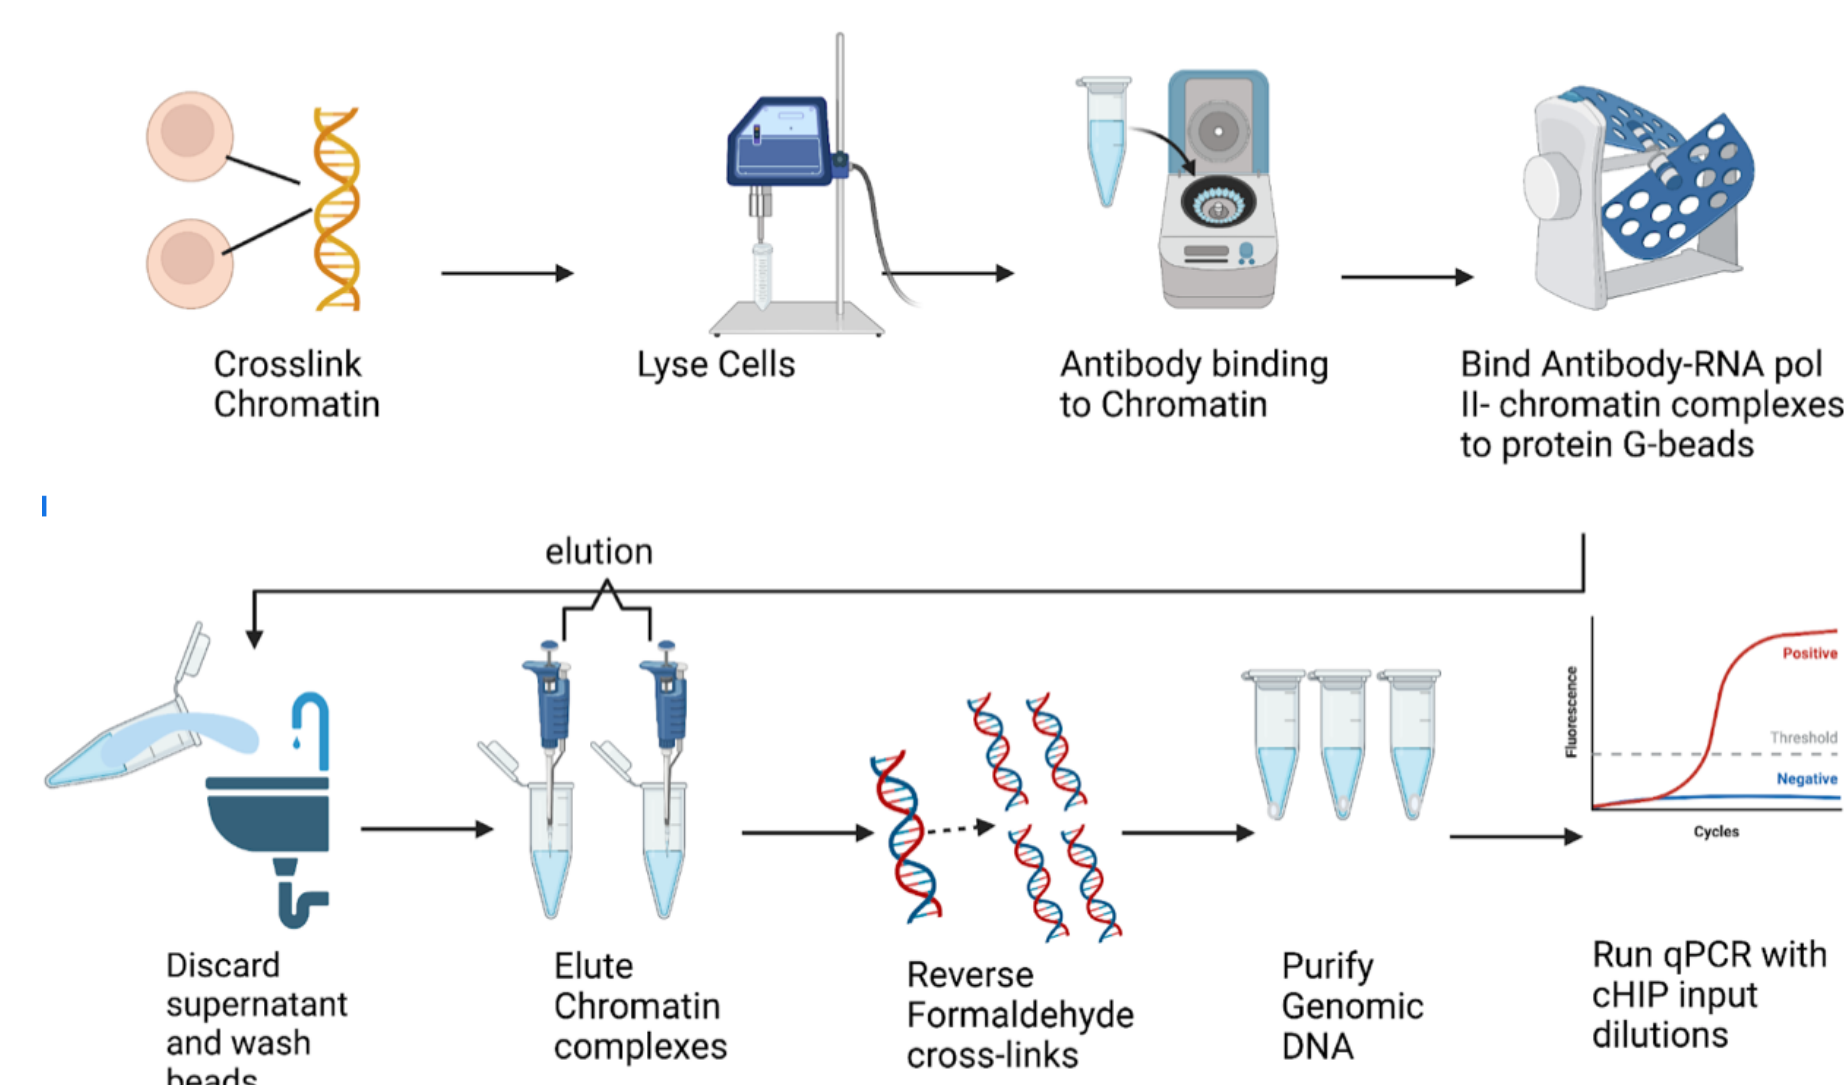 Crosslink
Chromatin
Lyse Cells
Antibody binding
to Chromatin
Bind Antibody-RNA pol
II- chromatin complexes
to protein G-beads
elution
Discard
supernatant
and wash
beads
Elute
Chromatin
complexes
Reverse
Formaldehyde
cross-links
Purify
Genomic
DNA
Fluorescence
Positive
Threshold
Negative
Cycles
Run qPCR with
cHIP input
dilutions